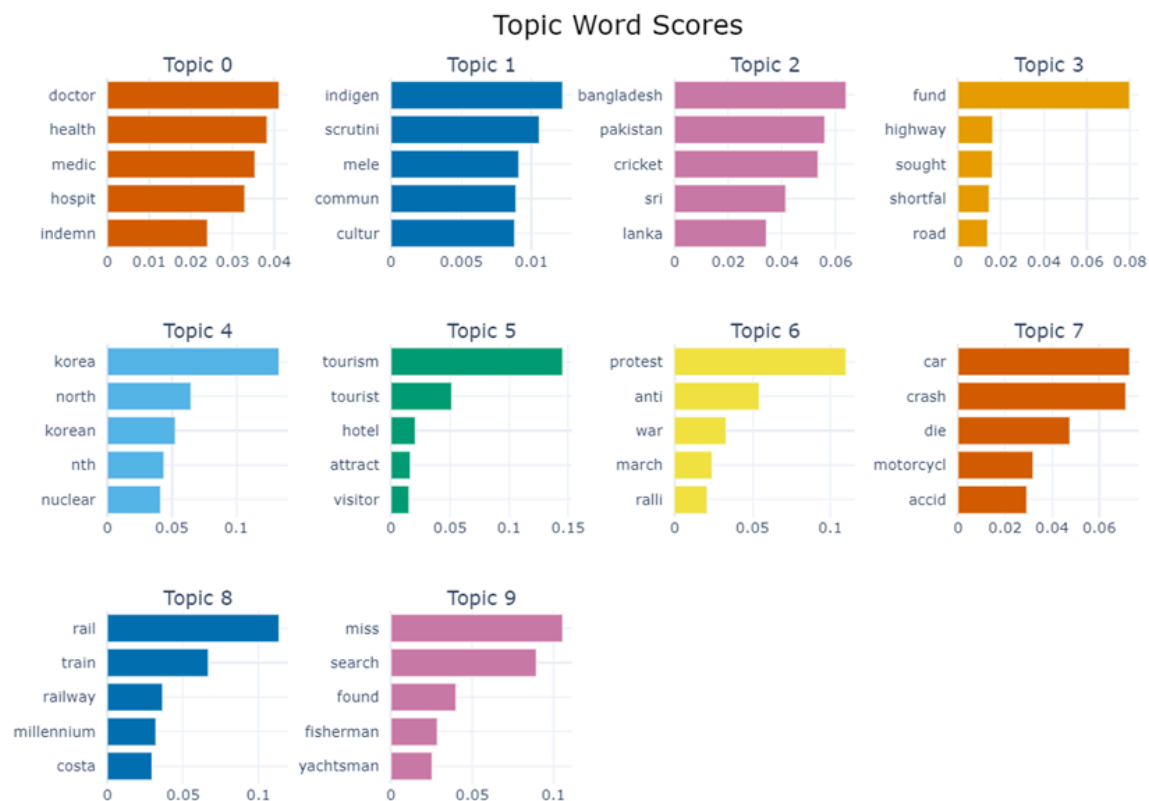 Topic Word Scores
Topic 0
doctor
health
medic
hospit
indemn
0 0.01 0.02 0.03 0.04
Topic 1
indigen
scrutini
mele
commun
cultur
0 0.005 0.01
Topic 2
bangladesh
pakistan
cricket
sri
lanka
0 0.02 0.04 0.06
Topic 3
fund
highway
sought
shortfal
road
0 0.02 0.04 0.06 0.08
Topic 4
korea
north
korean
nth
nuclear
0 0.05 0.1
Topic 5
tourism
tourist
hotel
attract
visitor
0 0.05 0.1 0.15
Topic 6
protest
anti
war
march
ralli
0 0.05 0.1
Topic 7
car
crash
die
motorcycl
accid
0 0.02 0.04 0.06
Topic 8
rail
train
railway
millennium
costa
0 0.05 0.1
Topic 9
miss
search
found
fisherman
yachtsman
0 0.05 0.1